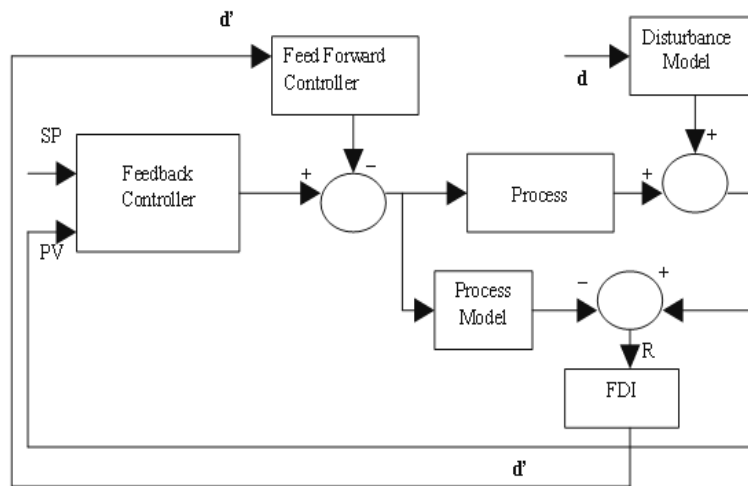 d'
Feed Forward
Controller
Disturbance
Model
d
SP
+
−
+
+
Feedback
Controller
Process
PV
Process
Model
−
+
R
FDI
d'